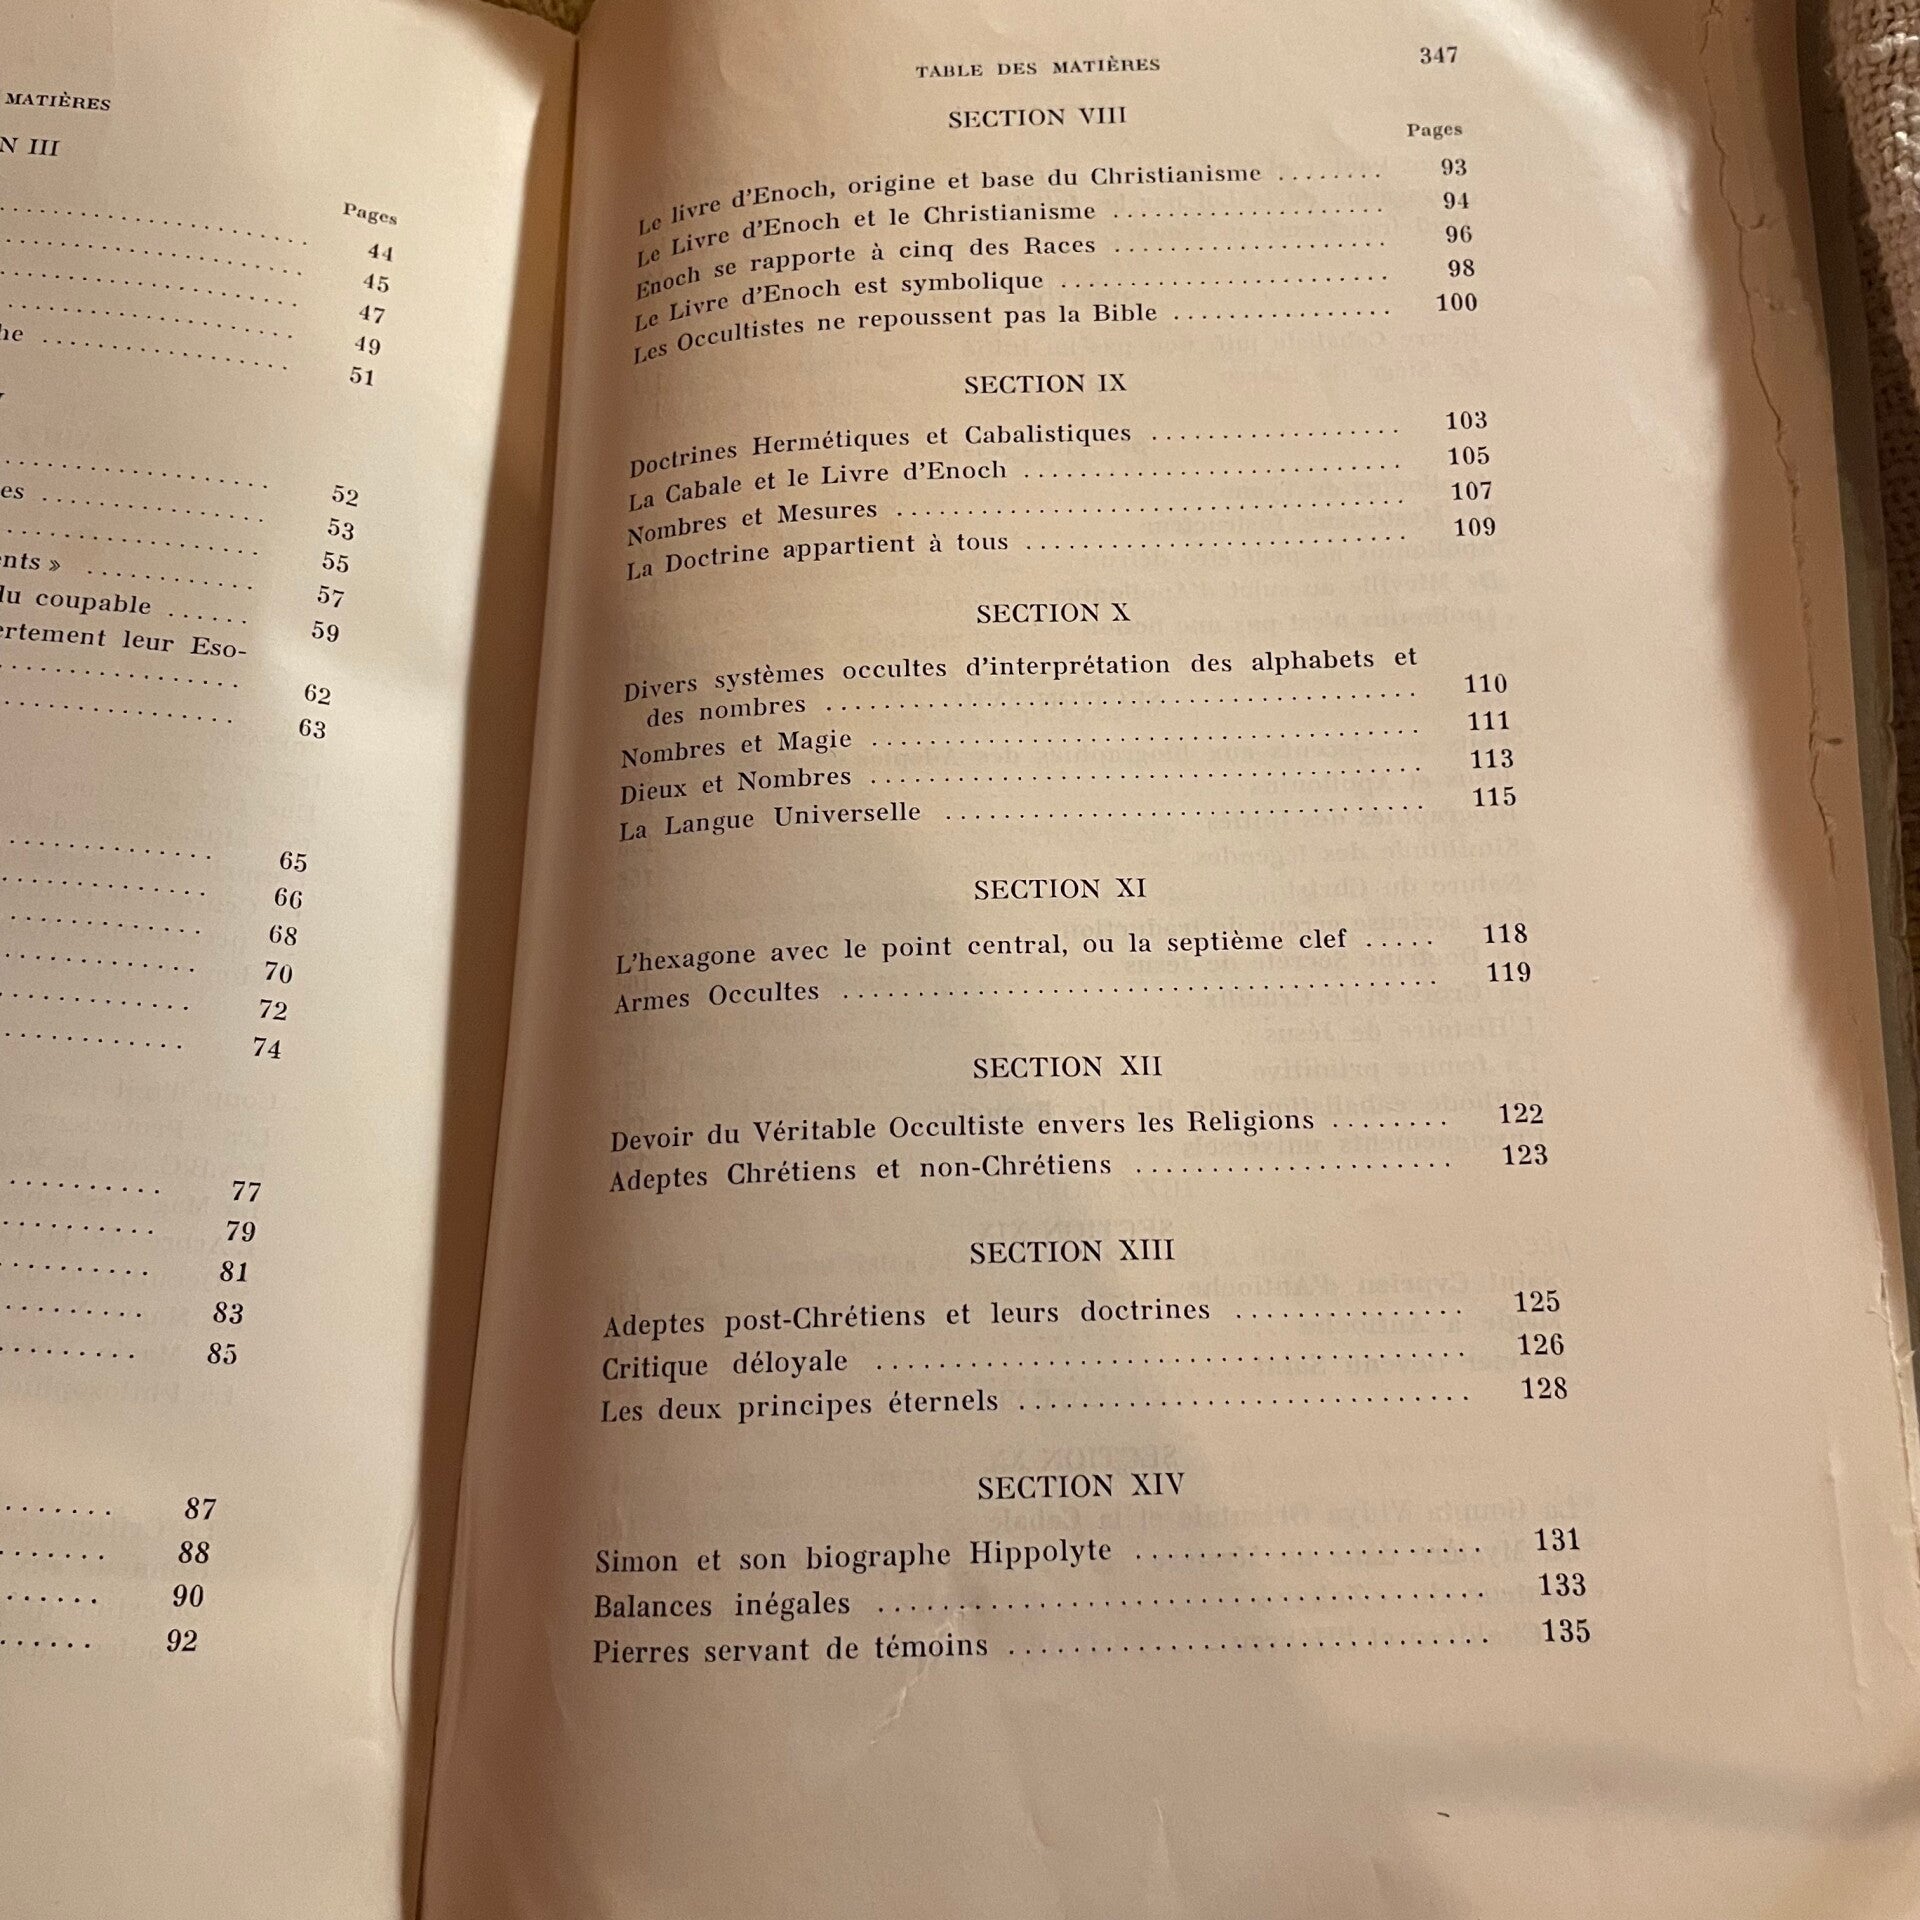 MATIÈRES
N III
Pages
44
45
47
49
he 51
52
es 53
55
ents » 57
du coupable 59
ertement leur Eso-
62
63
65
66
68
70
72
74
77
79
81
83
85
87
88
90
92
TABLE DES MATIÈRES 347
SECTION VIII
Pages
Le livre d'Enoch, origine et base du Christianisme ........ 93
Le Livre d'Enoch et le Christianisme .................... 94
Enoch se rapporte à cinq des Races .................... 96
Le Livre d'Enoch est symbolique ........................ 98
Les Occultistes ne repoussent pas la Bible ................ 100
SECTION IX
Doctrines Hermétiques et Cabalistiques .................. 103
La Cabale et le Livre d'Enoch .......................... 105
Nombres et Mesures .................................. 107
La Doctrine appartient à tous .......................... 109
SECTION X
Divers systèmes occultes d'interprétation des alphabets et
des nombres ...................................... 110
Nombres et Magie .................................... 111
Dieux et Nombres .................................... 113
La Langue Universelle ................................ 115
SECTION XI
L'hexagone avec le point central, ou la septième clef ..... 118
Armes Occultes ...................................... 119
SECTION XII
Devoir du Véritable Occultiste envers les Religions ........ 122
Adeptes Chrétiens et non-Chrétiens ...................... 123
SECTION XIII
Adeptes post-Chrétiens et leurs doctrines ................ 125
Critique déloyale ...................................... 126
Les deux principes éternels .............................. 128
SECTION XIV
Simon et son biographe Hippolyte ...................... 131
Balances inégales ...................................... 133
Pierres servant de témoins .............................. 135